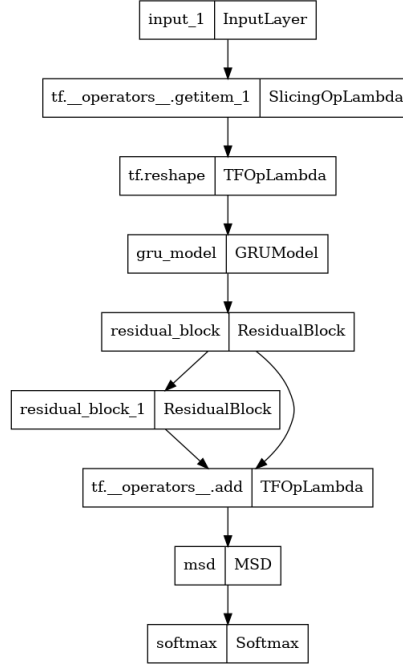 input_1 InputLayer
tf.__operators__.getitem_1 SlicingOpLambda
tf.reshape TFOpLambda
gru_model GRUModel
residual_block ResidualBlock
residual_block_1 ResidualBlock
tf.__operators__.add TFOpLambda
msd MSD
softmax Softmax